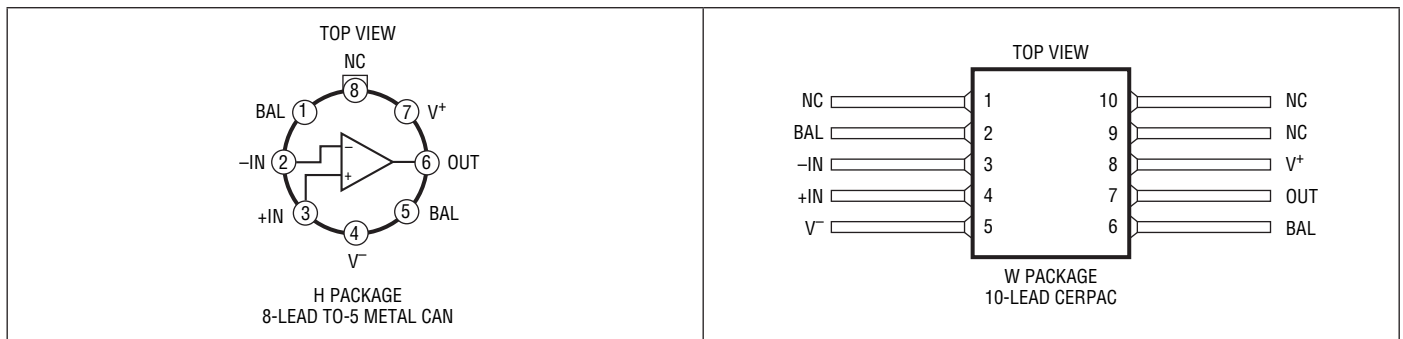 TOP VIEW
NC
8
BAL 1
7 V+
–IN 2
–
6 OUT
+
+IN 3
5 BAL
4
V–
H PACKAGE
8-LEAD TO-5 METAL CAN
TOP VIEW
NC 1 10 NC
BAL 2 9 NC
–IN 3 8 V+
+IN 4 7 OUT
V– 5 6 BAL
W PACKAGE
10-LEAD CERPAC